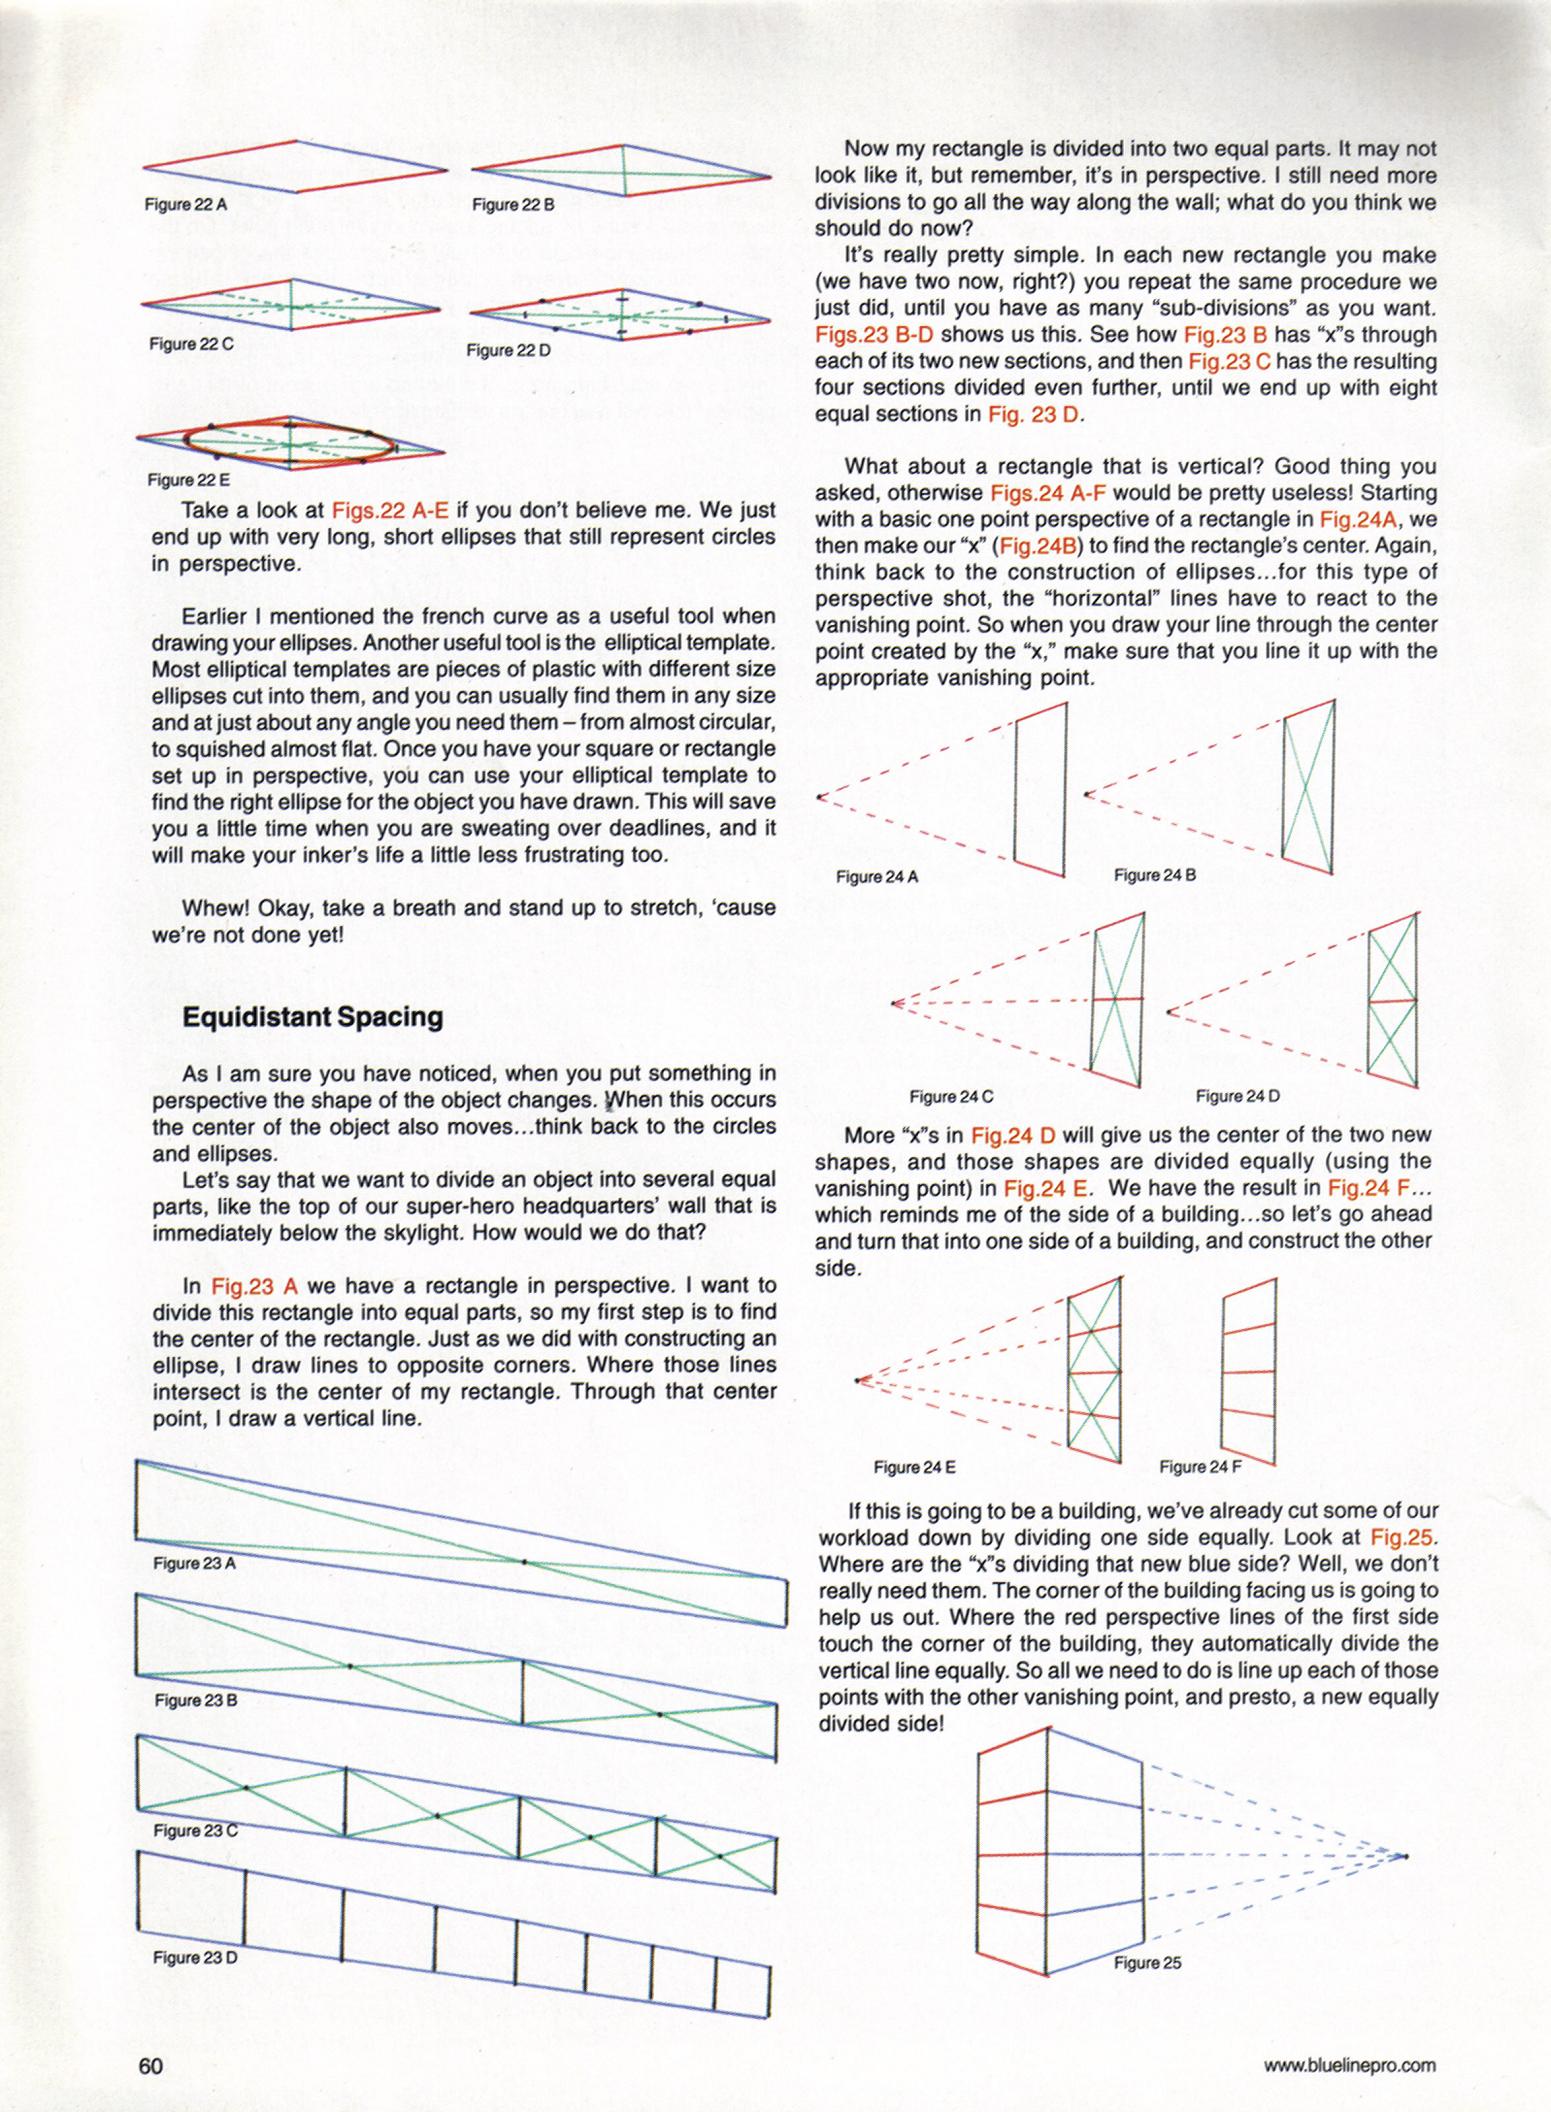 Figure 22 A
Figure 22 B
Figure 22 C
Figure 22 D
Figure 22 E
Take a look at Figs.22 A-E if you don't believe me. We just
end up with very long, short ellipses that still represent circles
in perspective.
Earlier I mentioned the french curve as a useful tool when
drawing your ellipses. Another useful tool is the elliptical template.
Most elliptical templates are pieces of plastic with different size
ellipses cut into them, and you can usually find them in any size
and at just about any angle you need them – from almost circular,
to squished almost flat. Once you have your square or rectangle
set up in perspective, you can use your elliptical template to
find the right ellipse for the object you have drawn. This will save
you a little time when you are sweating over deadlines, and it
will make your inker's life a little less frustrating too.
Whew! Okay, take a breath and stand up to stretch, 'cause
we're not done yet!
Equidistant Spacing
As I am sure you have noticed, when you put something in
perspective the shape of the object changes. When this occurs
the center of the object also moves...think back to the circles
and ellipses.
Let's say that we want to divide an object into several equal
parts, like the top of our super-hero headquarters' wall that is
immediately below the skylight. How would we do that?
In Fig.23 A we have a rectangle in perspective. I want to
divide this rectangle into equal parts, so my first step is to find
the center of the rectangle. Just as we did with constructing an
ellipse, I draw lines to opposite corners. Where those lines
intersect is the center of my rectangle. Through that center
point, I draw a vertical line.
Figure 23 A
Figure 23 B
Figure 23 C
Figure 23 D
Now my rectangle is divided into two equal parts. It may not
look like it, but remember, it's in perspective. I still need more
divisions to go all the way along the wall; what do you think we
should do now?
It's really pretty simple. In each new rectangle you make
(we have two now, right?) you repeat the same procedure we
just did, until you have as many "sub-divisions" as you want.
Figs.23 B-D shows us this. See how Fig.23 B has "x"s through
each of its two new sections, and then Fig.23 C has the resulting
four sections divided even further, until we end up with eight
equal sections in Fig. 23 D.
What about a rectangle that is vertical? Good thing you
asked, otherwise Figs.24 A-F would be pretty useless! Starting
with a basic one point perspective of a rectangle in Fig.24A, we
then make our "x" (Fig.24B) to find the rectangle's center. Again,
think back to the construction of ellipses...for this type of
perspective shot, the "horizontal" lines have to react to the
vanishing point. So when you draw your line through the center
point created by the "x," make sure that you line it up with the
appropriate vanishing point.
Figure 24 A
Figure 24 B
Figure 24 C
Figure 24 D
More "x"s in Fig.24 D will give us the center of the two new
shapes, and those shapes are divided equally (using the
vanishing point) in Fig.24 E. We have the result in Fig.24 F...
which reminds me of the side of a building...so let's go ahead
and turn that into one side of a building, and construct the other
side.
Figure 24 E
Figure 24 F
If this is going to be a building, we've already cut some of our
workload down by dividing one side equally. Look at Fig.25.
Where are the "x"s dividing that new blue side? Well, we don't
really need them. The corner of the building facing us is going to
help us out. Where the red perspective lines of the first side
touch the corner of the building, they automatically divide the
vertical line equally. So all we need to do is line up each of those
points with the other vanishing point, and presto, a new equally
divided side!
Figure 25
60
www.bluelinepro.com